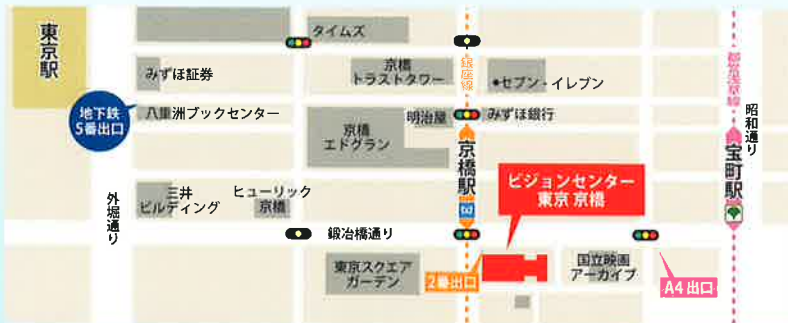 東京駅
タイムズ
みずほ証券
京橋
トラストタワー
銀座線
セブン-イレブン
都営浅草線
地下鉄
5番出口
八重洲ブックセンター
明治屋
みずほ銀行
昭和通り
京橋
エドグラン
京橋駅
宝町駅
ビジョンセンター
東京 京橋
外堀通り
三井
ビルディング
ヒューリック
京橋
鍛冶橋通り
東京スクエア
ガーデン
2番出口
国立映画
アーカイブ
A4出口